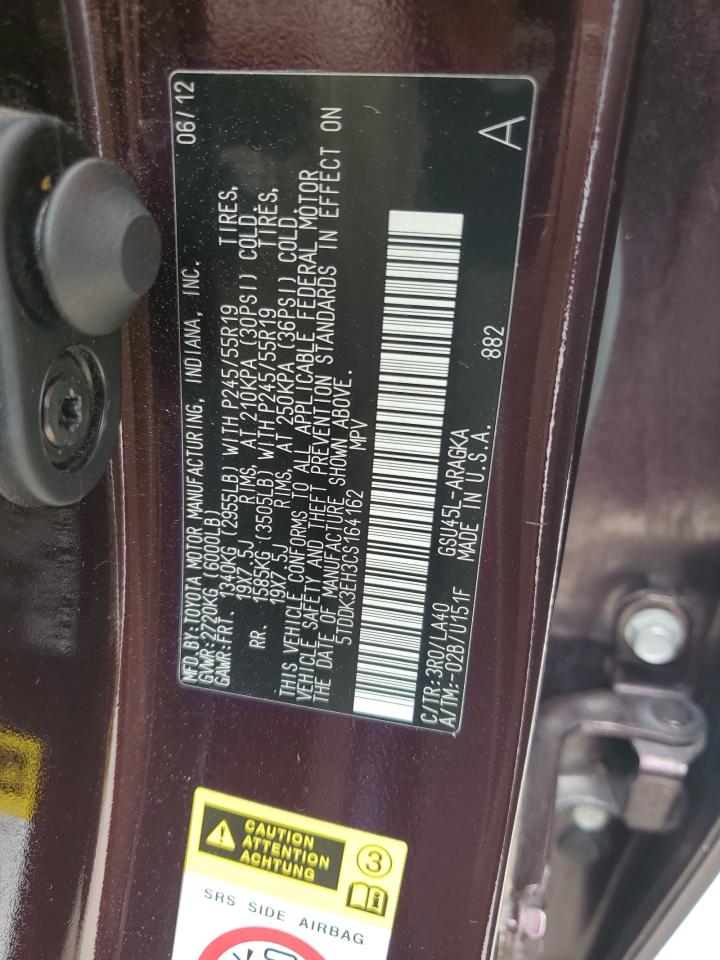 MFD. BY: TOYOTA MOTOR MANUFACTURING, INDIANA, INC. 06/12
GVWR: 2720KG (6000LB)
GAWR: FRT. 1340KG (2955LB) WITH P245/55R19 TIRES,
19X7.5J RIMS, AT 210KPA (30PSI) COLD.
RR. 1585KG (3505LB) WITH P245/55R19 TIRES,
19X7.5J RIMS, AT 250KPA (36PSI) COLD.
THIS VEHICLE CONFORMS TO ALL APPLICABLE FEDERAL MOTOR
VEHICLE SAFETY AND THEFT PREVENTION STANDARDS IN EFFECT ON
THE DATE OF MANUFACTURE SHOWN ABOVE.
5TDDK3EH3CS164162 MPV
C/TR: 3R0/LA40 GSU45L-ARAGKA
A/TM: -02B/U151F MADE IN U.S.A. 882
A
CAUTION
ATTENTION
ACHTUNG
3
SRS SIDE AIRBAG